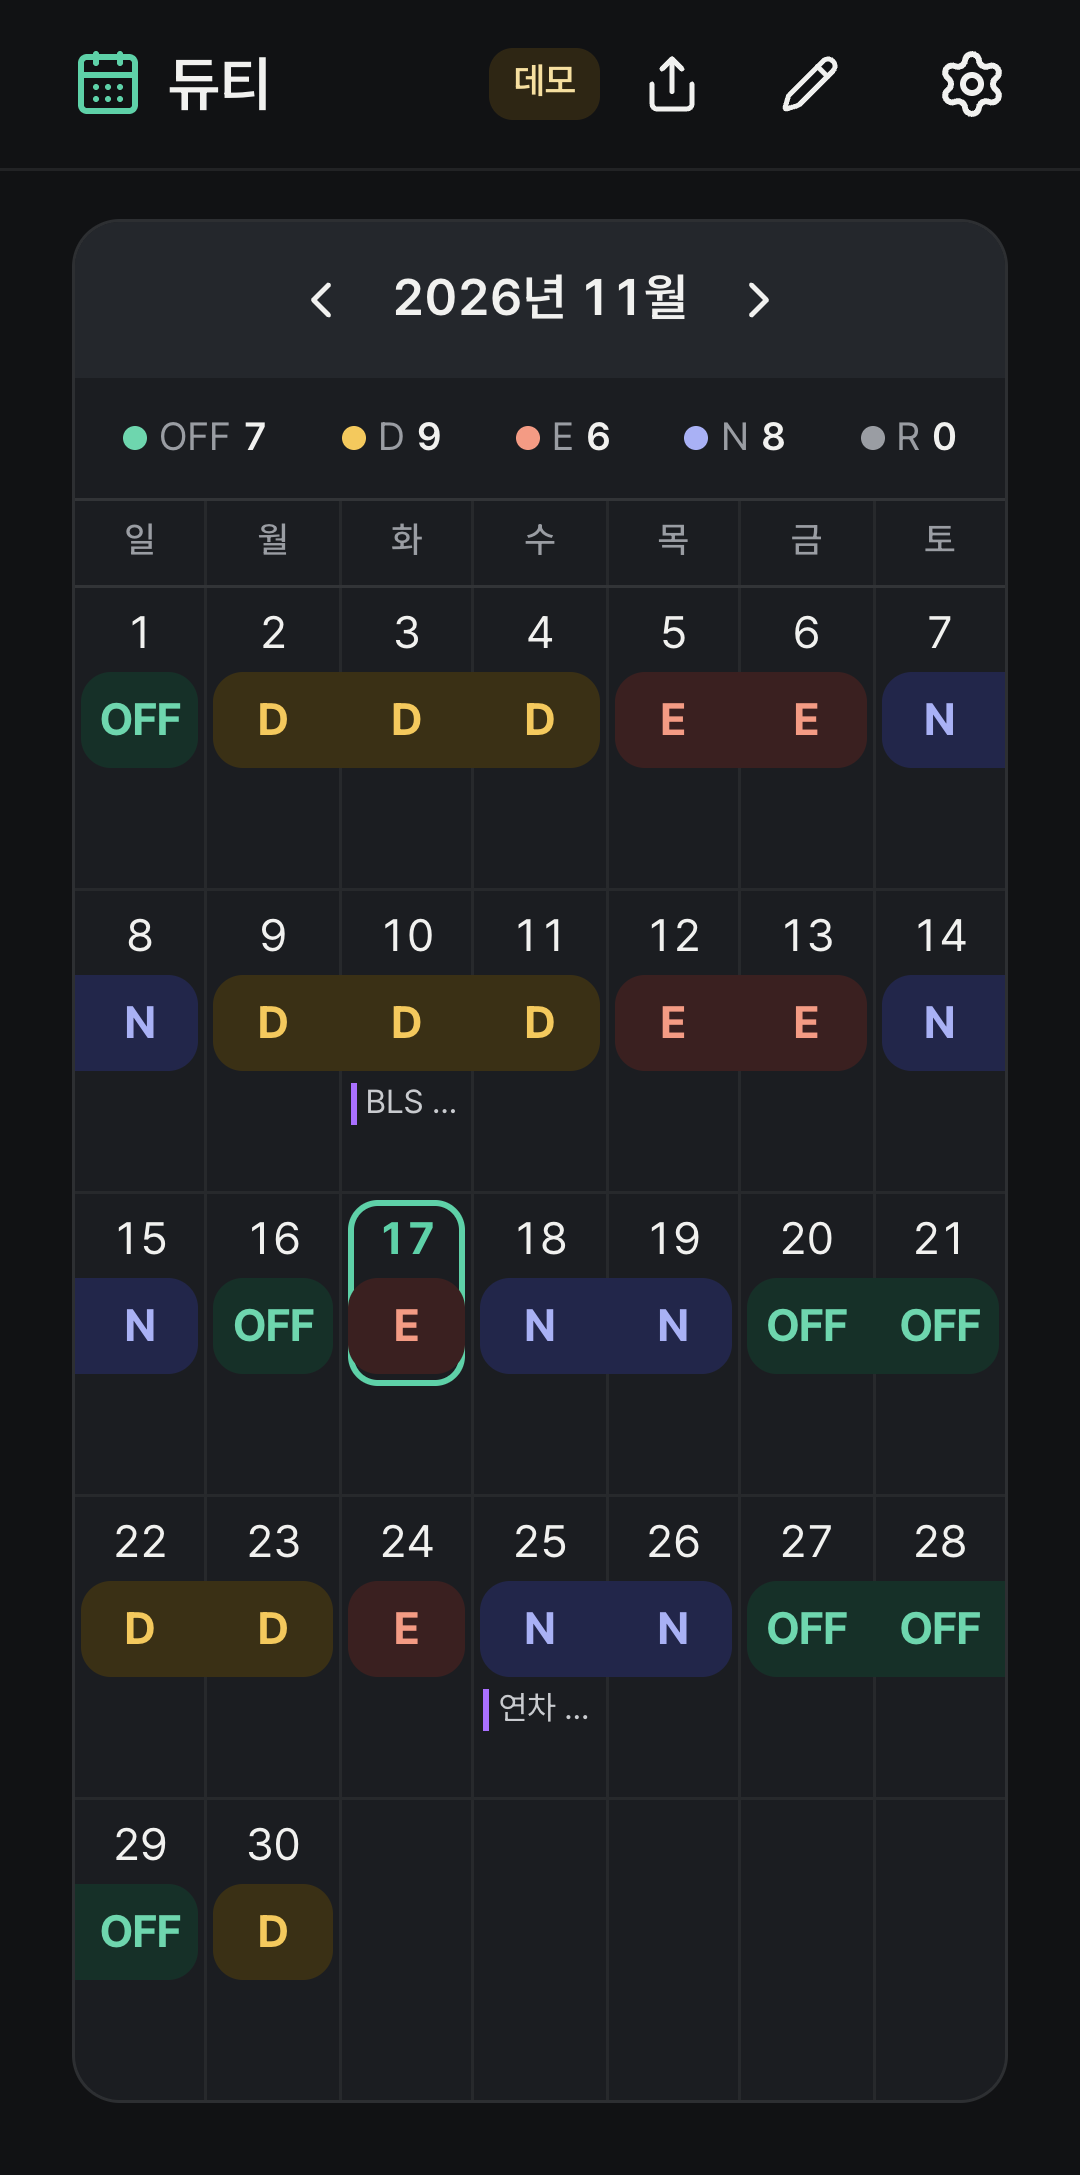 듀티 데모
2026년 11월
OFF 7 D 9 E 6 N 8 R 0
일 월 화 수 목 금 토
1 2 3 4 5 6 7
OFF D D D E E N
8 9 10 11 12 13 14
N D D D E E N
BLS ...
15 16 17 18 19 20 21
N OFF E N N OFF OFF
22 23 24 25 26 27 28
D D E N N OFF OFF
연차 ...
29 30
OFF D